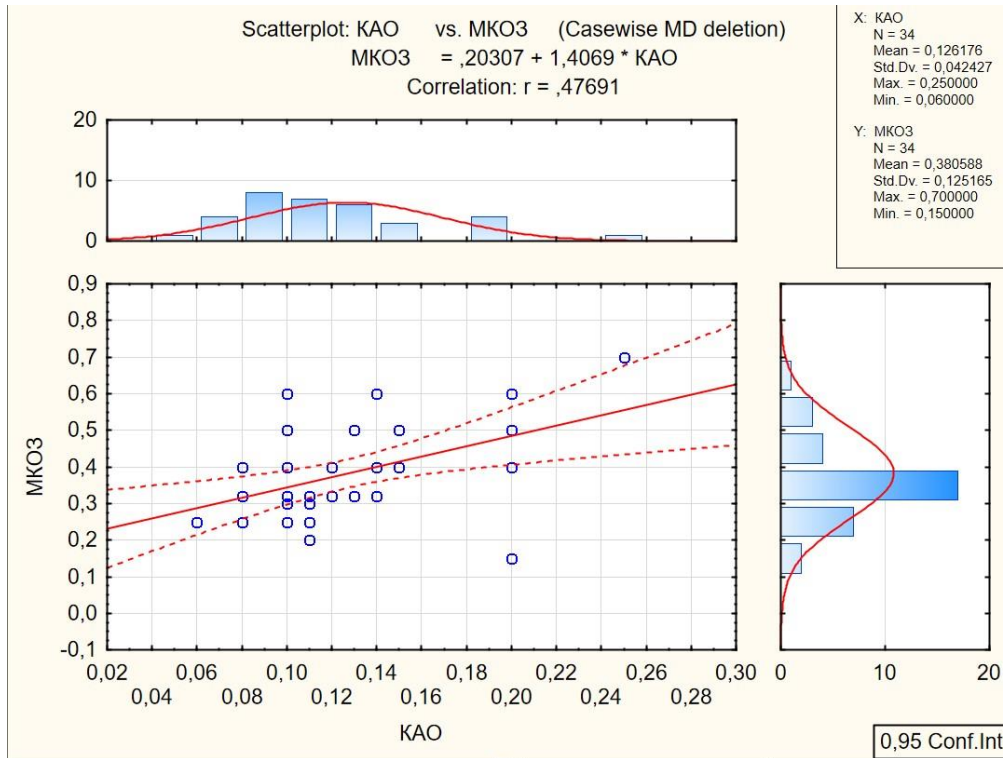 Scatterplot: КАО vs. МКОЗ (Casewise MD deletion)
МКОЗ = ,20307 + 1,4069 * КАО
Correlation: r = ,47691
X: КАО
N = 34
Mean = 0,126176
Std.Dv. = 0,042427
Max. = 0,250000
Min. = 0,060000
Y: МКОЗ
N = 34
Mean = 0,380588
Std.Dv. = 0,125165
Max. = 0,700000
Min. = 0,150000
20
10
0
0,9
0,8
0,7
0,6
0,5
0,4
0,3
0,2
0,1
0,0
-0,1
МКОЗ
0,02 0,06 0,10 0,14 0,18 0,22 0,26 0,30
0,04 0,08 0,12 0,16 0,20 0,24 0,28
КАО
0 10 20
0,95 Conf.Int